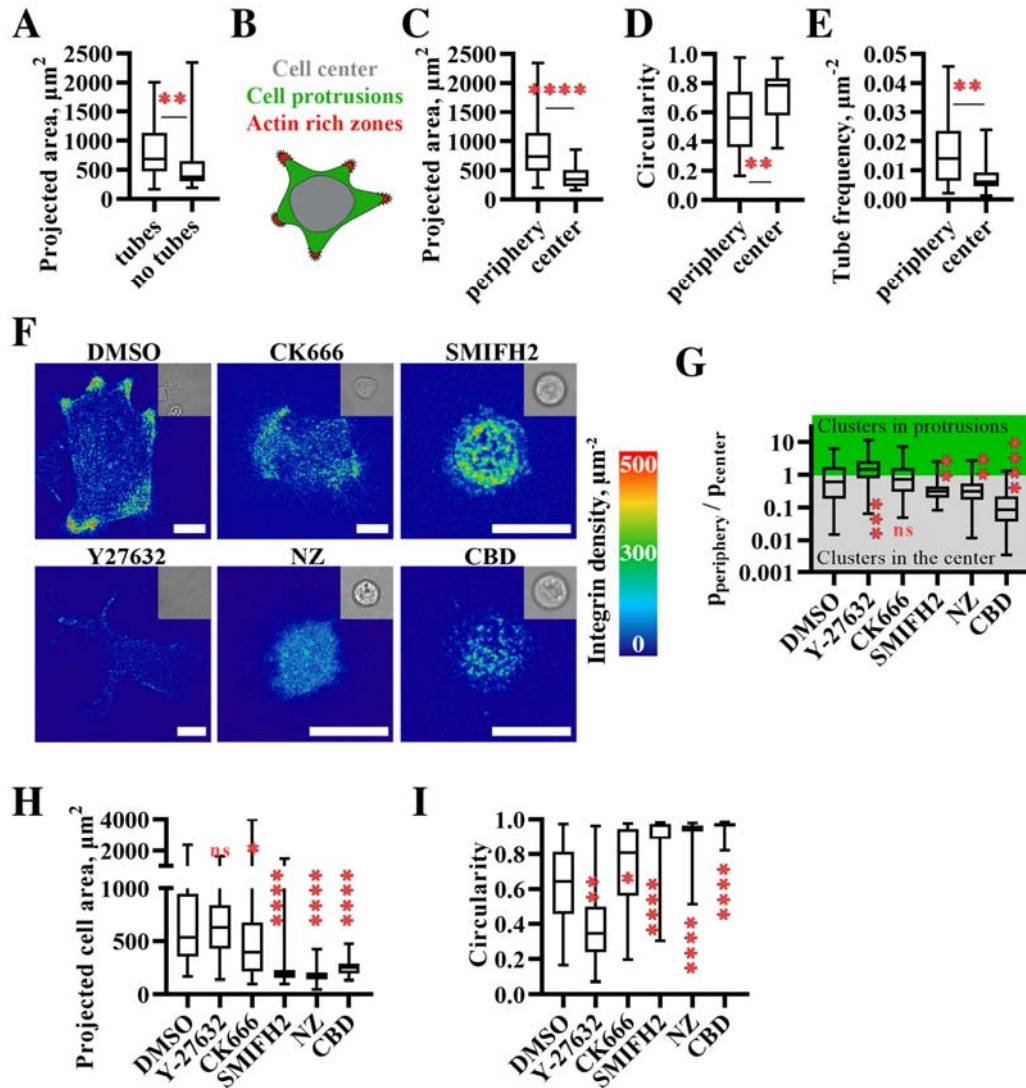 A
Projected area, μm²
2500
2000
1500
1000
500
0
tubes
no tubes
**
B
Cell center
Cell protrusions
Actin rich zones
C
Projected area, μm²
2500
2000
1500
1000
500
0
periphery
center
****
D
Circularity
1.0
0.8
0.6
0.4
0.2
0.0
periphery
center
**
E
Tube frequency, μm⁻²
0.05
0.04
0.03
0.02
0.01
0.00
periphery
center
**
F
DMSO
CK666
SMIFH2
Y27632
NZ
CBD
Integrin density, μm⁻²
500
300
0
G
Pperiphery / Pcenter
10
1
0.1
0.01
0.001
Clusters in protrusions
Clusters in the center
***
ns
**
**
****
DMSO
Y-27632
CK666
SMIFH2
NZ
CBD
H
Projected cell area, μm²
4000
2000
1000
500
0
ns
*
****
****
****
DMSO
Y-27632
CK666
SMIFH2
NZ
CBD
I
Circularity
1.0
0.8
0.6
0.4
0.2
0.0
**
*
****
****
****
DMSO
Y-27632
CK666
SMIFH2
NZ
CBD